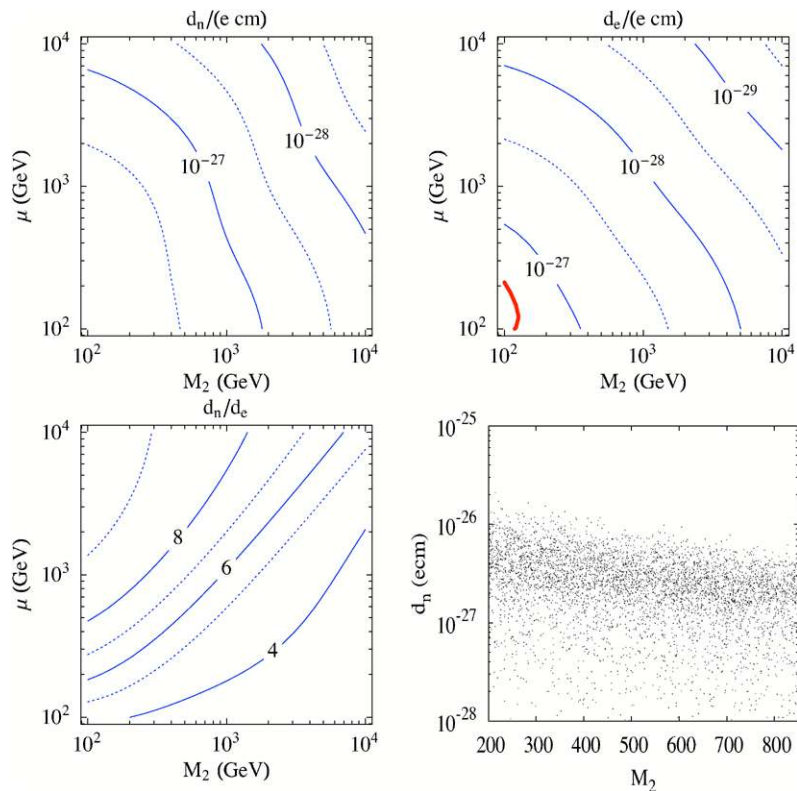 d_n/(e cm)
10^4
10^3
10^2
μ (GeV)
10^-27
10^-28
10^2
10^3
10^4
M_2 (GeV)
d_e/(e cm)
10^4
10^3
10^2
μ (GeV)
10^-29
10^-28
10^-27
10^2
10^3
10^4
M_2 (GeV)
d_n/d_e
10^4
10^3
10^2
μ (GeV)
8
6
4
10^2
10^3
10^4
M_2 (GeV)
10^-25
10^-26
10^-27
10^-28
d_n (ecm)
200 300 400 500 600 700 800
M_2